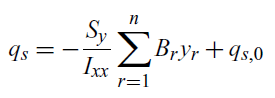 q_s = -\frac{S_y}{I_{xx}} \sum_{r=1}^{n} B_r y_r + q_{s,0}